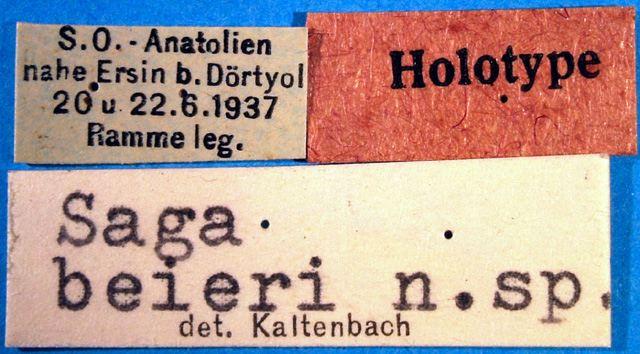 S.O.-Anatolien
nahe Ersin b. Dörtyol
20 u. 22.6.1937
Ramme leg.
Holotype
Saga
beieri n.sp.
det. Kaltenbach